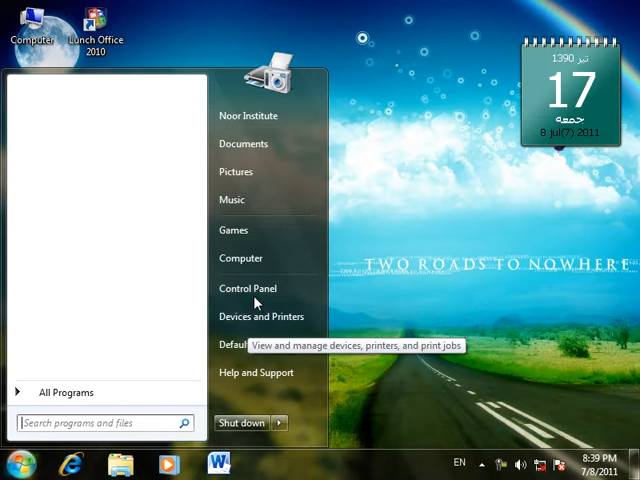 Computer
Lunch Office
2010
تیر 1390
17
جمعه
8 jul(7) 2011
Noor Institute
Documents
Pictures
Music
Games
Computer
Control Panel
Devices and Printers
Defaul
View and manage devices, printers, and print jobs
Help and Support
All Programs
Search programs and files
Shut down
TWO ROADS TO NOWHERE
EN
8:39 PM
7/8/2011